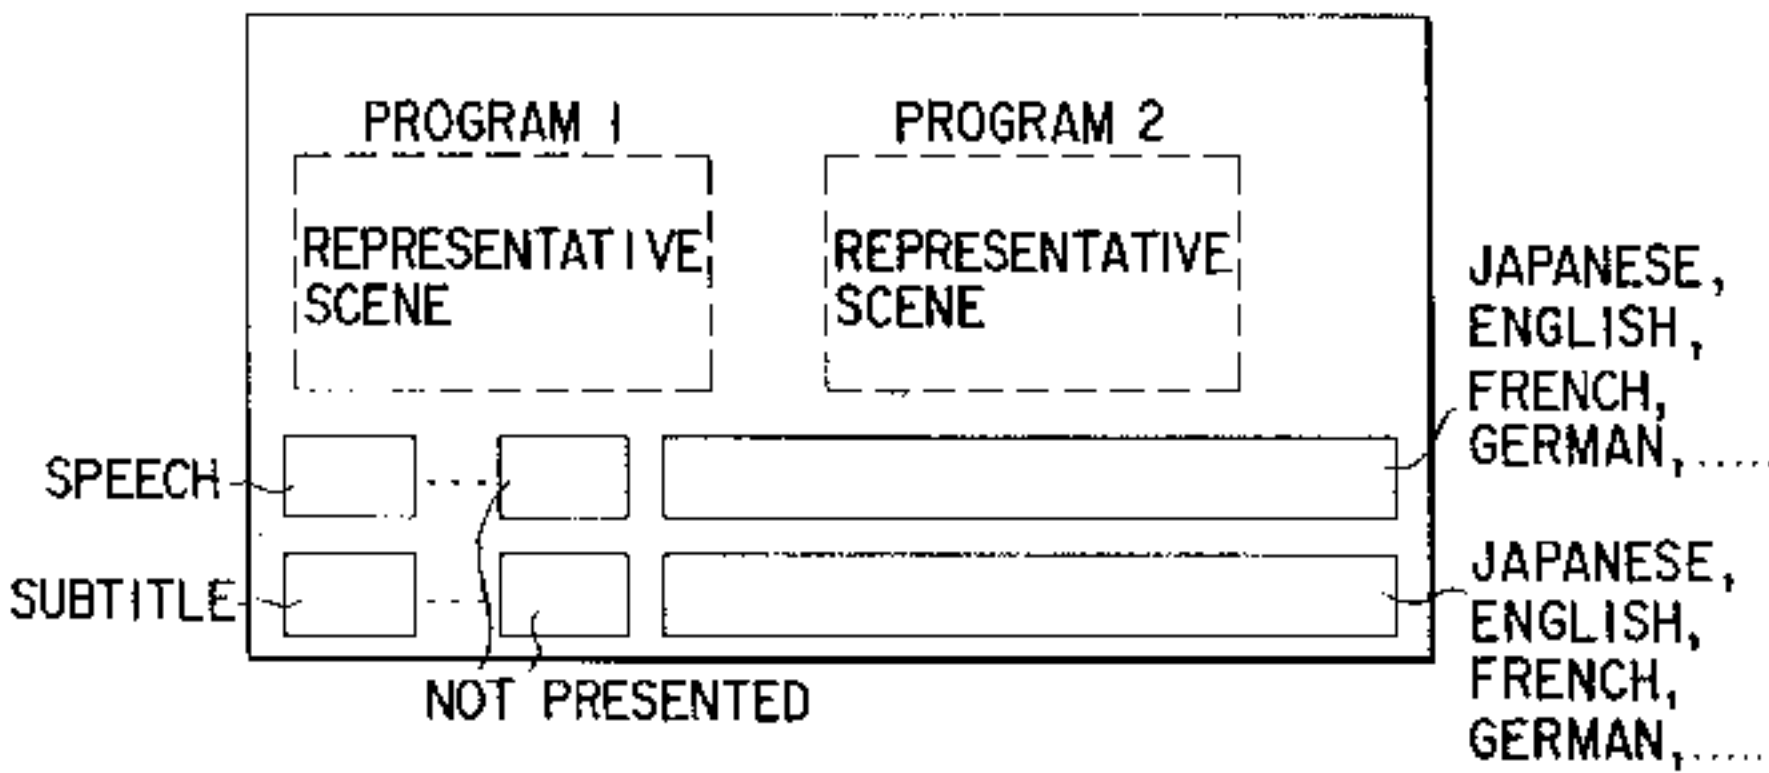 PROGRAM 1
PROGRAM 2
REPRESENTATIVE
SCENE
REPRESENTATIVE
SCENE
JAPANESE,
ENGLISH,
FRENCH,
GERMAN,.....
SPEECH
SUBTITLE
JAPANESE,
ENGLISH,
FRENCH,
GERMAN,.....
NOT PRESENTED